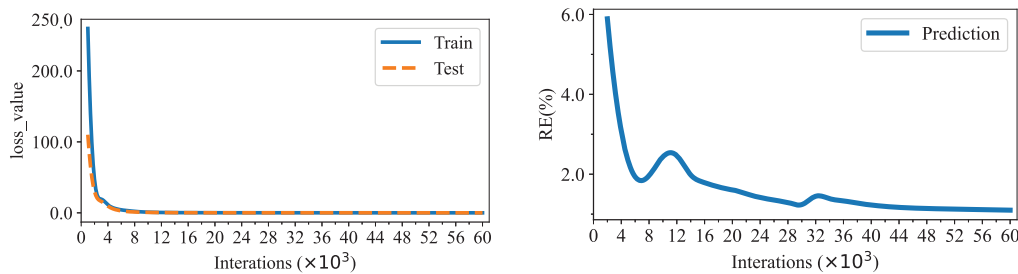 250.0
200.0
100.0
0.0
loss_value
Train
Test
0 4 8 12 16 20 24 28 32 36 40 44 48 52 56 60
Interations (×10³)
6.0
4.0
2.0
RE(%)
Prediction
0 4 8 12 16 20 24 28 32 36 40 44 48 52 56 60
Interations (×10³)